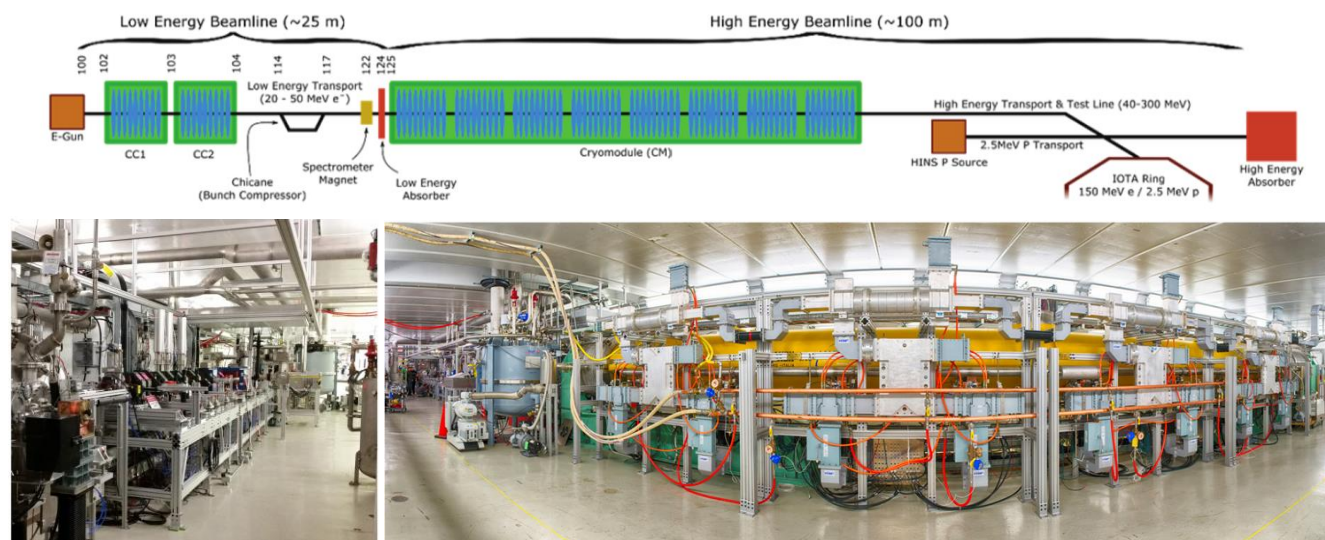 Low Energy Beamline (~25 m)
High Energy Beamline (~100 m)
100
102
103
104
114
117
122
124
125
Low Energy Transport
(20 - 50 MeV e⁻)
High Energy Transport & Test Line (40-300 MeV)
E-Gun
CC1
CC2
Chicane
(Bunch Compressor)
Spectrometer
Magnet
Low Energy
Absorber
Cryomodule (CM)
HINS P Source
2.5MeV P Transport
IOTA Ring
150 MeV e / 2.5 MeV p
High Energy
Absorber